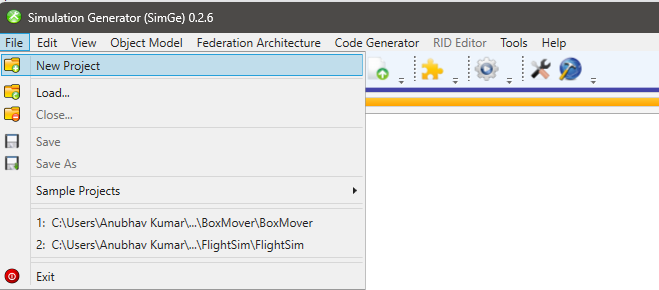 Simulation Generator (SimGe) 0.2.6
File Edit View Object Model Federation Architecture Code Generator RID Editor Tools Help
New Project
Load...
Close...
Save
Save As
Sample Projects
1: C:\Users\Anubhav Kumar\...\BoxMover\BoxMover
2: C:\Users\Anubhav Kumar\...\FlightSim\FlightSim
Exit